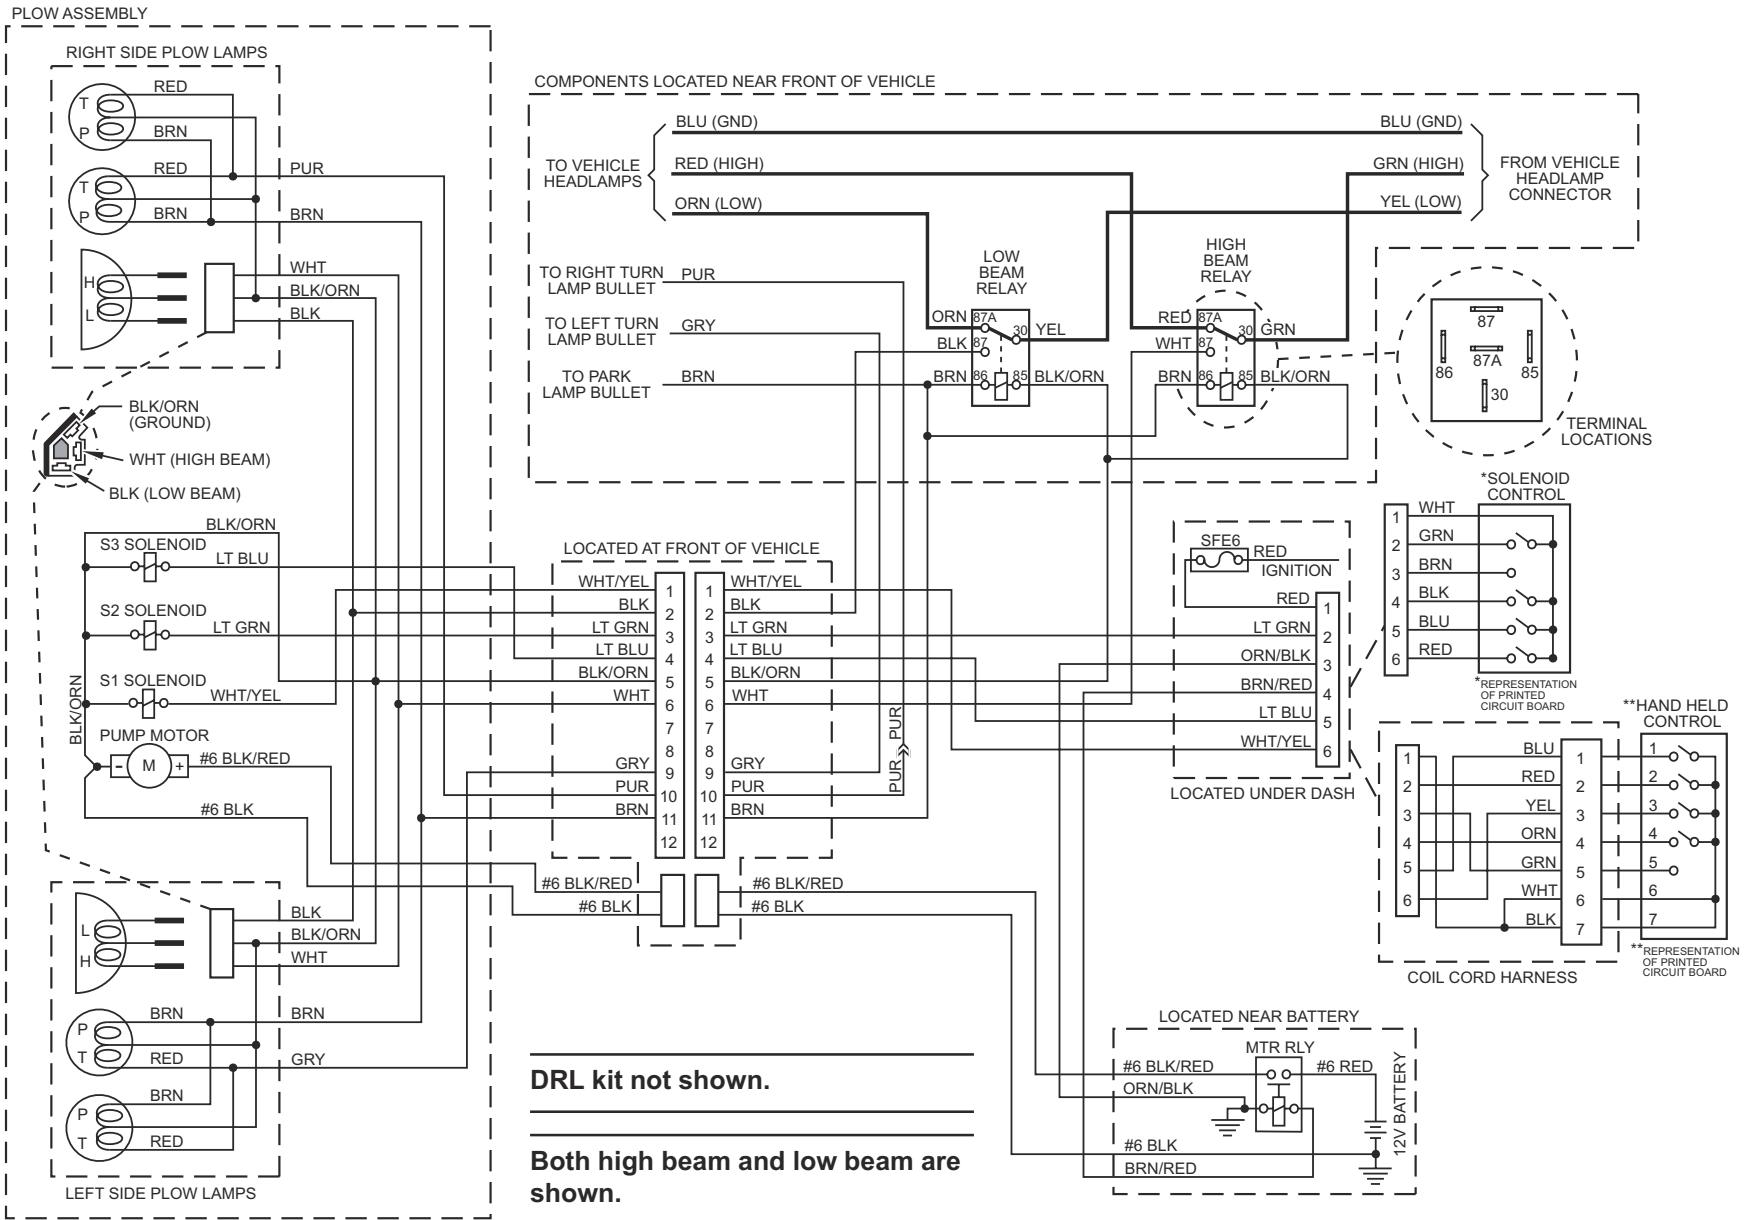 PLOW ASSEMBLY
RIGHT SIDE PLOW LAMPS
T
P
RED
BRN
T
P
RED
BRN
PUR
BRN
H
L
WHT
BLK/ORN
BLK
BLK/ORN
(GROUND)
WHT (HIGH BEAM)
BLK (LOW BEAM)
BLK/ORN
S3 SOLENOID
LT BLU
S2 SOLENOID
LT GRN
S1 SOLENOID
WHT/YEL
BLK/ORN
PUMP MOTOR
-
M
+
#6 BLK/RED
#6 BLK
L
H
BLK
BLK/ORN
WHT
P
T
BRN
RED
BRN
GRY
P
T
BRN
RED
LEFT SIDE PLOW LAMPS
COMPONENTS LOCATED NEAR FRONT OF VEHICLE
TO VEHICLE
HEADLAMPS
BLU (GND)
RED (HIGH)
ORN (LOW)
BLU (GND)
GRN (HIGH)
YEL (LOW)
FROM VEHICLE
HEADLAMP
CONNECTOR
TO RIGHT TURN
LAMP BULLET
PUR
TO LEFT TURN
LAMP BULLET
GRY
TO PARK
LAMP BULLET
BRN
LOW
BEAM
RELAY
ORN
87A
30
YEL
BLK
87
BRN
86
85
BLK/ORN
HIGH
BEAM
RELAY
RED
87A
30
GRN
WHT
87
BRN
86
85
BLK/ORN
87
86
87A
85
30
TERMINAL
LOCATIONS
LOCATED AT FRONT OF VEHICLE
WHT/YEL
1
1
WHT/YEL
BLK
2
2
BLK
LT GRN
3
3
LT GRN
LT BLU
4
4
LT BLU
BLK/ORN
5
5
BLK/ORN
WHT
6
6
WHT
7
7
8
8
GRY
9
9
GRY
PUR
10
10
PUR
BRN
11
11
BRN
12
12
PUR
PUR
#6 BLK/RED
#6 BLK/RED
#6 BLK
#6 BLK
SFE6
RED
IGNITION
RED
1
LT GRN
2
ORN/BLK
3
BRN/RED
4
LT BLU
5
WHT/YEL
6
LOCATED UNDER DASH
*SOLENOID
CONTROL
1
WHT
2
GRN
3
BRN
4
BLK
5
BLU
6
RED
*REPRESENTATION
OF PRINTED
CIRCUIT BOARD
**HAND HELD
CONTROL
1
2
3
4
5
6
BLU
1
1
RED
2
2
YEL
3
3
ORN
4
4
GRN
5
5
WHT
6
6
BLK
7
7
**REPRESENTATION
OF PRINTED
CIRCUIT BOARD
COIL CORD HARNESS
LOCATED NEAR BATTERY
MTR RLY
#6 BLK/RED
#6 RED
ORN/BLK
#6 BLK
BRN/RED
12V BATTERY
DRL kit not shown.
Both high beam and low beam are
shown.